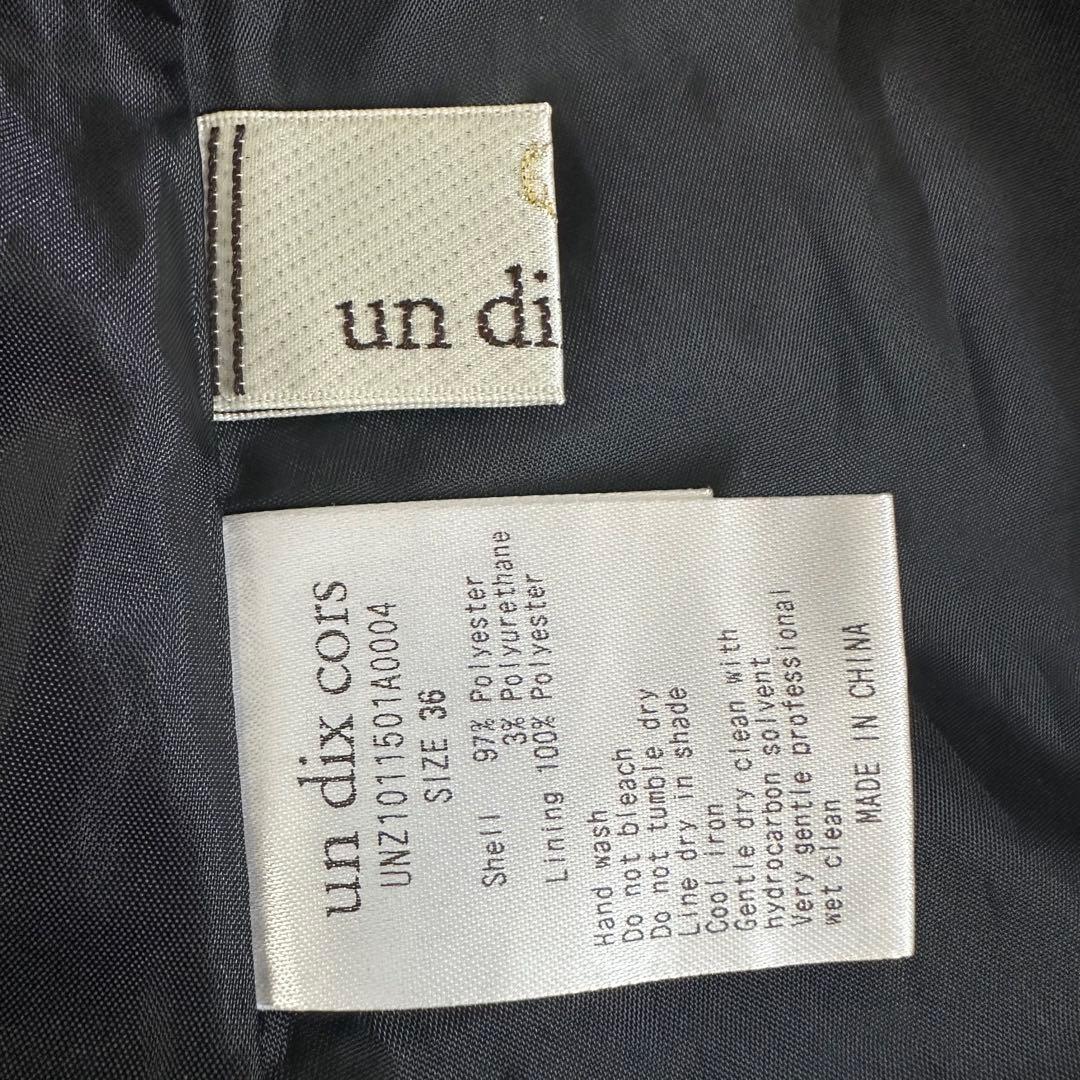 un di
un dix cors
UNZ1011501A0004
SIZE 36
Shell 97% Polyester
3% Polyurethane
Lining 100% Polyester
Hand wash
Do not bleach
Do not tumble dry
Line dry in shade
Cool iron
Gentle dry clean with
hydrocarbon solvent
Very gentle professional
wet clean
MADE IN CHINA